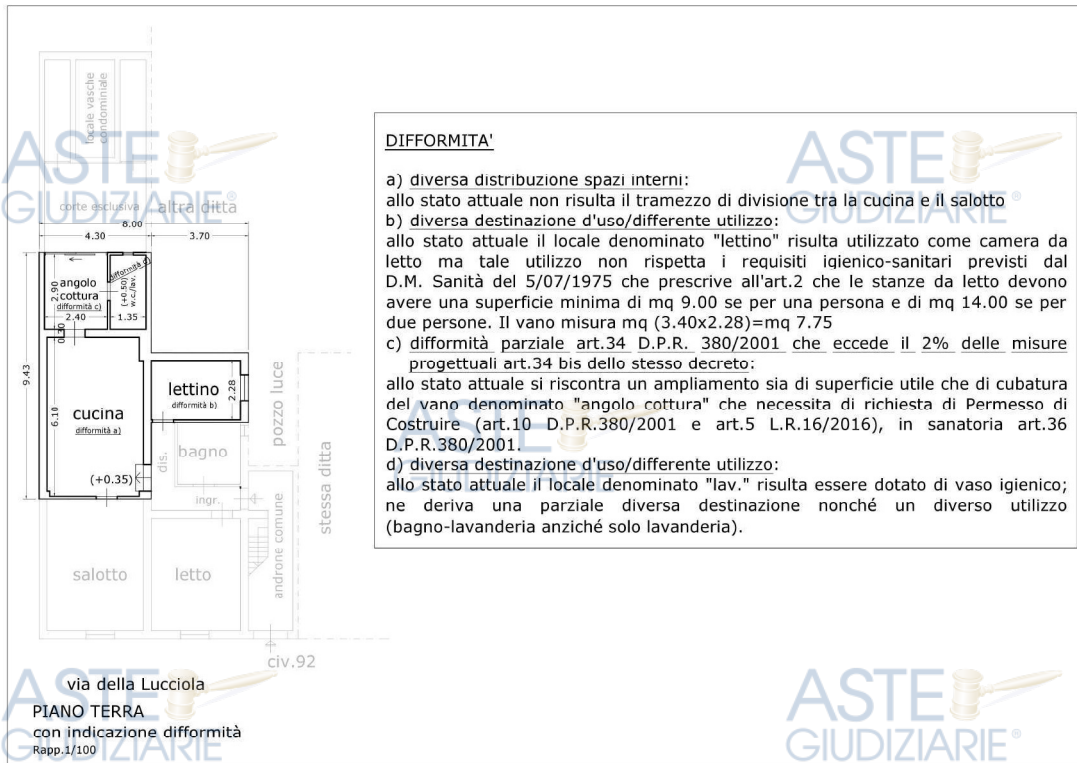 locale vasche
condominiale
corte esclusiva
altra ditta
8.00
4.30
3.70
2.90
angolo
cottura
difformità c)
2.40
difformità d)
(+0.50)
w.c./lav.
1.35
0.30
9.43
6.10
cucina
difformità a)
(+0.35)
lettino
difformità b)
2.28
pozzo luce
bagno
dis.
ingr.
stessa ditta
androne comune
salotto
letto
civ.92
via della Lucciola
PIANO TERRA
con indicazione difformità
Rapp.1/100
DIFFORMITA'
a) diversa distribuzione spazi interni:
allo stato attuale non risulta il tramezzo di divisione tra la cucina e il salotto
b) diversa destinazione d'uso/differente utilizzo:
allo stato attuale il locale denominato "lettino" risulta utilizzato come camera da
letto ma tale utilizzo non rispetta i requisiti igienico-sanitari previsti dal
D.M. Sanità del 5/07/1975 che prescrive all'art.2 che le stanze da letto devono
avere una superficie minima di mq 9.00 se per una persona e di mq 14.00 se per
due persone. Il vano misura mq (3.40x2.28)=mq 7.75
c) difformità parziale art.34 D.P.R. 380/2001 che eccede il 2% delle misure
progettuali art.34 bis dello stesso decreto:
allo stato attuale si riscontra un ampliamento sia di superficie utile che di cubatura
del vano denominato "angolo cottura" che necessita di richiesta di Permesso di
Costruire (art.10 D.P.R.380/2001 e art.5 L.R.16/2016), in sanatoria art.36
D.P.R.380/2001.
d) diversa destinazione d'uso/differente utilizzo:
allo stato attuale il locale denominato "lav." risulta essere dotato di vaso igienico;
ne deriva una parziale diversa destinazione nonché un diverso utilizzo
(bagno-lavanderia anziché solo lavanderia).
ASTE
GIUDIZIARIE®
ASTE
GIUDIZIARIE®
ASTE
GIUDIZIARIE
ASTE
GIUDIZIARIE
ASTE
GIUDIZIARIE®